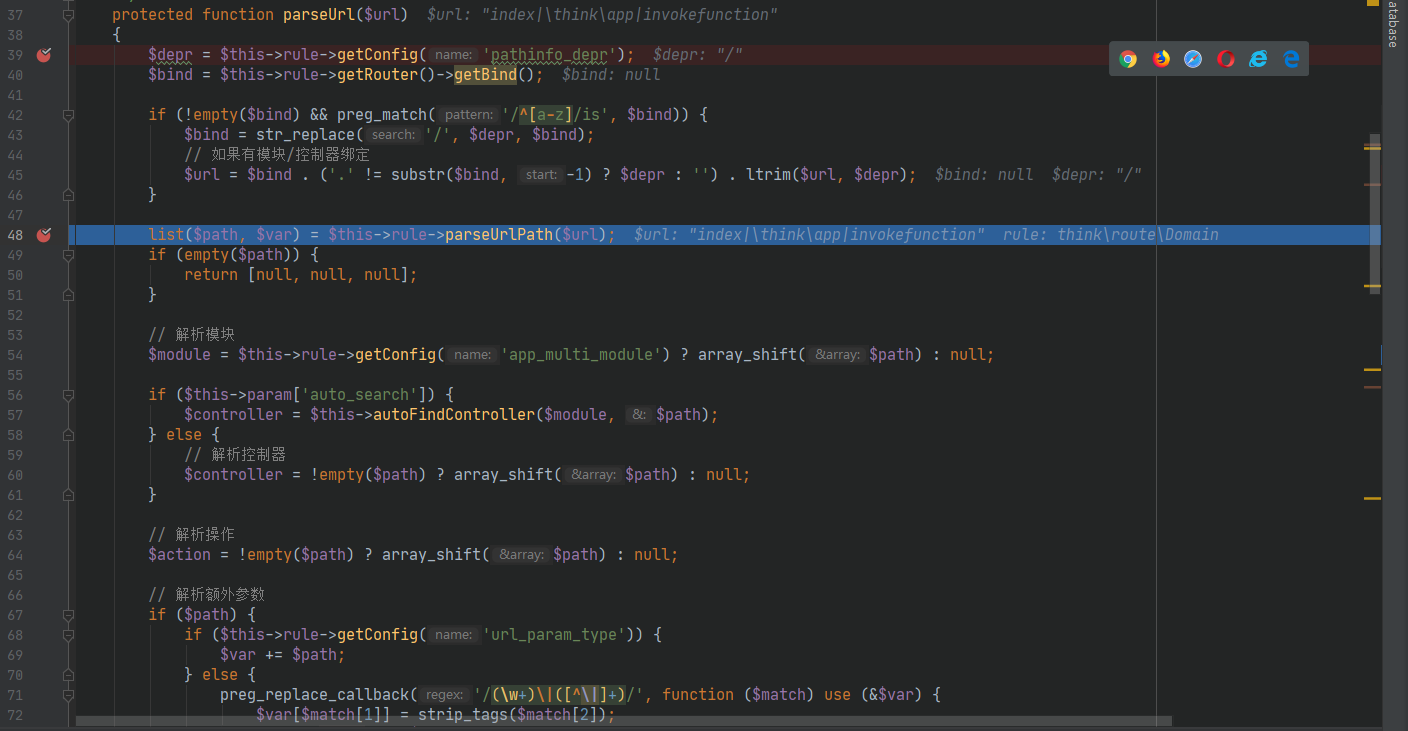 37 protected function parseUrl($url)  $url: "index|\think\app|invokefunction"
38 {
39 $depr = $this->rule->getConfig( name: 'pathinfo_depr');  $depr: "/"
40 $bind = $this->rule->getRouter()->getBind();  $bind: null
41
42 if (!empty($bind) && preg_match( pattern: '/^[a-z]/is', $bind)) {
43 $bind = str_replace( search: '/', $depr, $bind);
44 // 如果有模块/控制器绑定
45 $url = $bind . ('.' != substr($bind, start: -1) ? $depr : '') . ltrim($url, $depr);  $bind: null  $depr: "/"
46 }
47
48 list($path, $var) = $this->rule->parseUrlPath($url);  $url: "index|\think\app|invokefunction"  rule: think\route\Domain
49 if (empty($path)) {
50 return [null, null, null];
51 }
52
53 // 解析模块
54 $module = $this->rule->getConfig( name: 'app_multi_module') ? array_shift( &array: $path) : null;
55
56 if ($this->param['auto_search']) {
57 $controller = $this->autoFindController($module, &: $path);
58 } else {
59 // 解析控制器
60 $controller = !empty($path) ? array_shift( &array: $path) : null;
61 }
62
63 // 解析操作
64 $action = !empty($path) ? array_shift( &array: $path) : null;
65
66 // 解析额外参数
67 if ($path) {
68 if ($this->rule->getConfig( name: 'url_param_type')) {
69 $var += $path;
70 } else {
71 preg_replace_callback( regex: '/(\w+)\|([^\|]+)/', function ($match) use (&$var) {
72 $var[$match[1]] = strip_tags($match[2]);
atabase